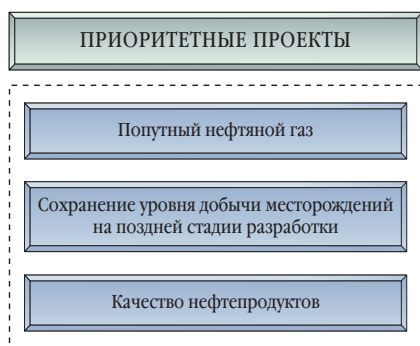 ПРИОРИТЕТНЫЕ ПРОЕКТЫ
Попутный нефтяной газ
Сохранение уровня добычи месторождений
на поздней стадии разработки
Качество нефтепродуктов